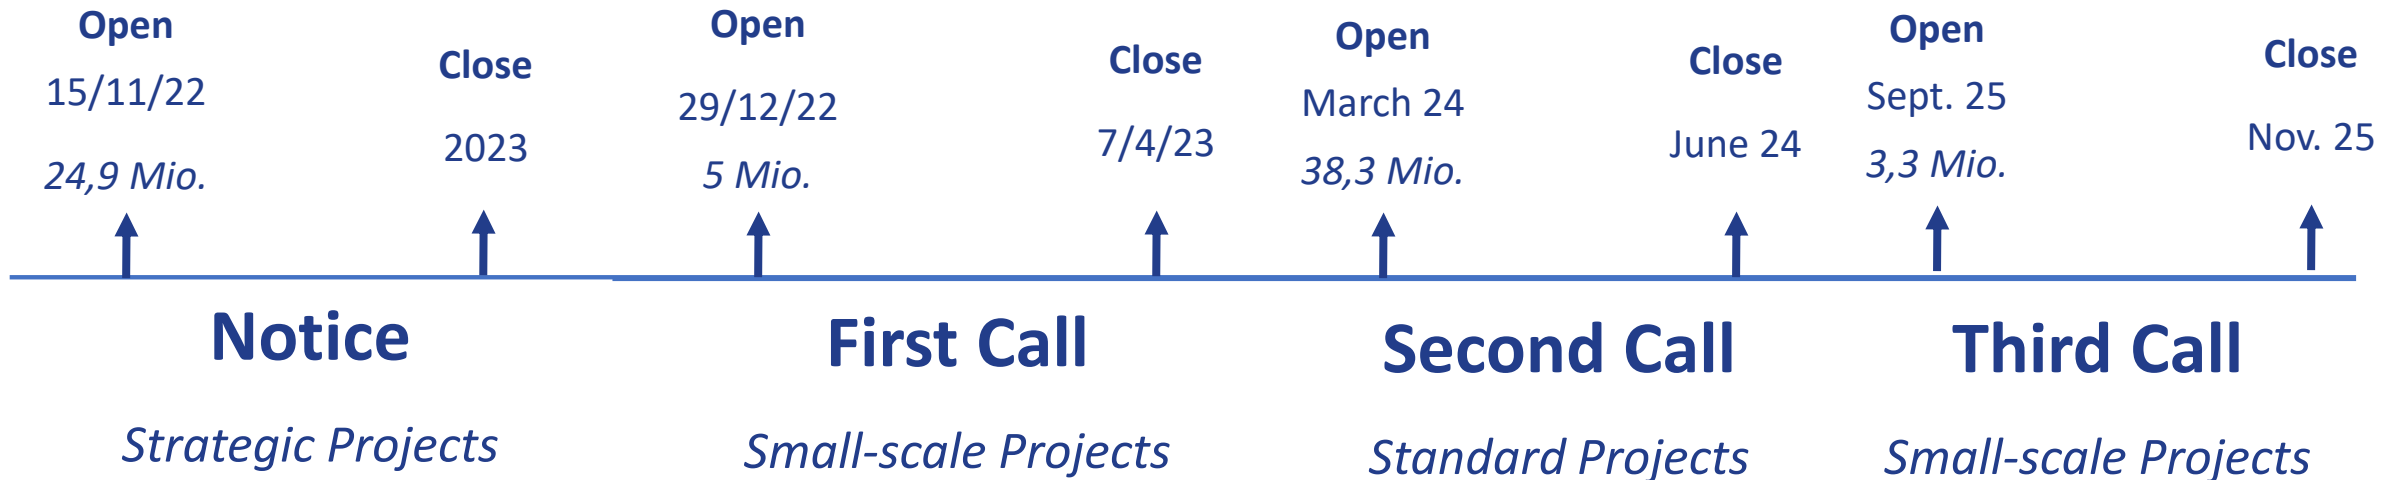 Open
15/11/22
24,9 Mio.
Close
2023
Open
29/12/22
5 Mio.
Close
7/4/23
Open
March 24
38,3 Mio.
Close
June 24
Open
Sept. 25
3,3 Mio.
Close
Nov. 25
Notice
Strategic Projects
First Call
Small-scale Projects
Second Call
Standard Projects
Third Call
Small-scale Projects